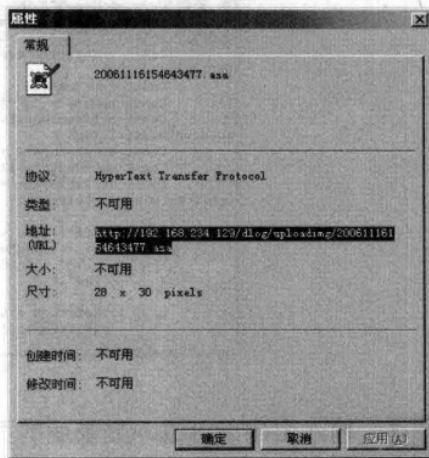 属性
常规
20061116154643477.asa
协议: HyperText Transfer Protocol
类型: 不可用
地址: http://192.168.234.129/dlog/uploadimg/200611161
(URL) 54643477.asa
大小: 不可用
尺寸: 28 x 30 pixels
创建时间: 不可用
修改时间: 不可用
确定 取消 应用(A)